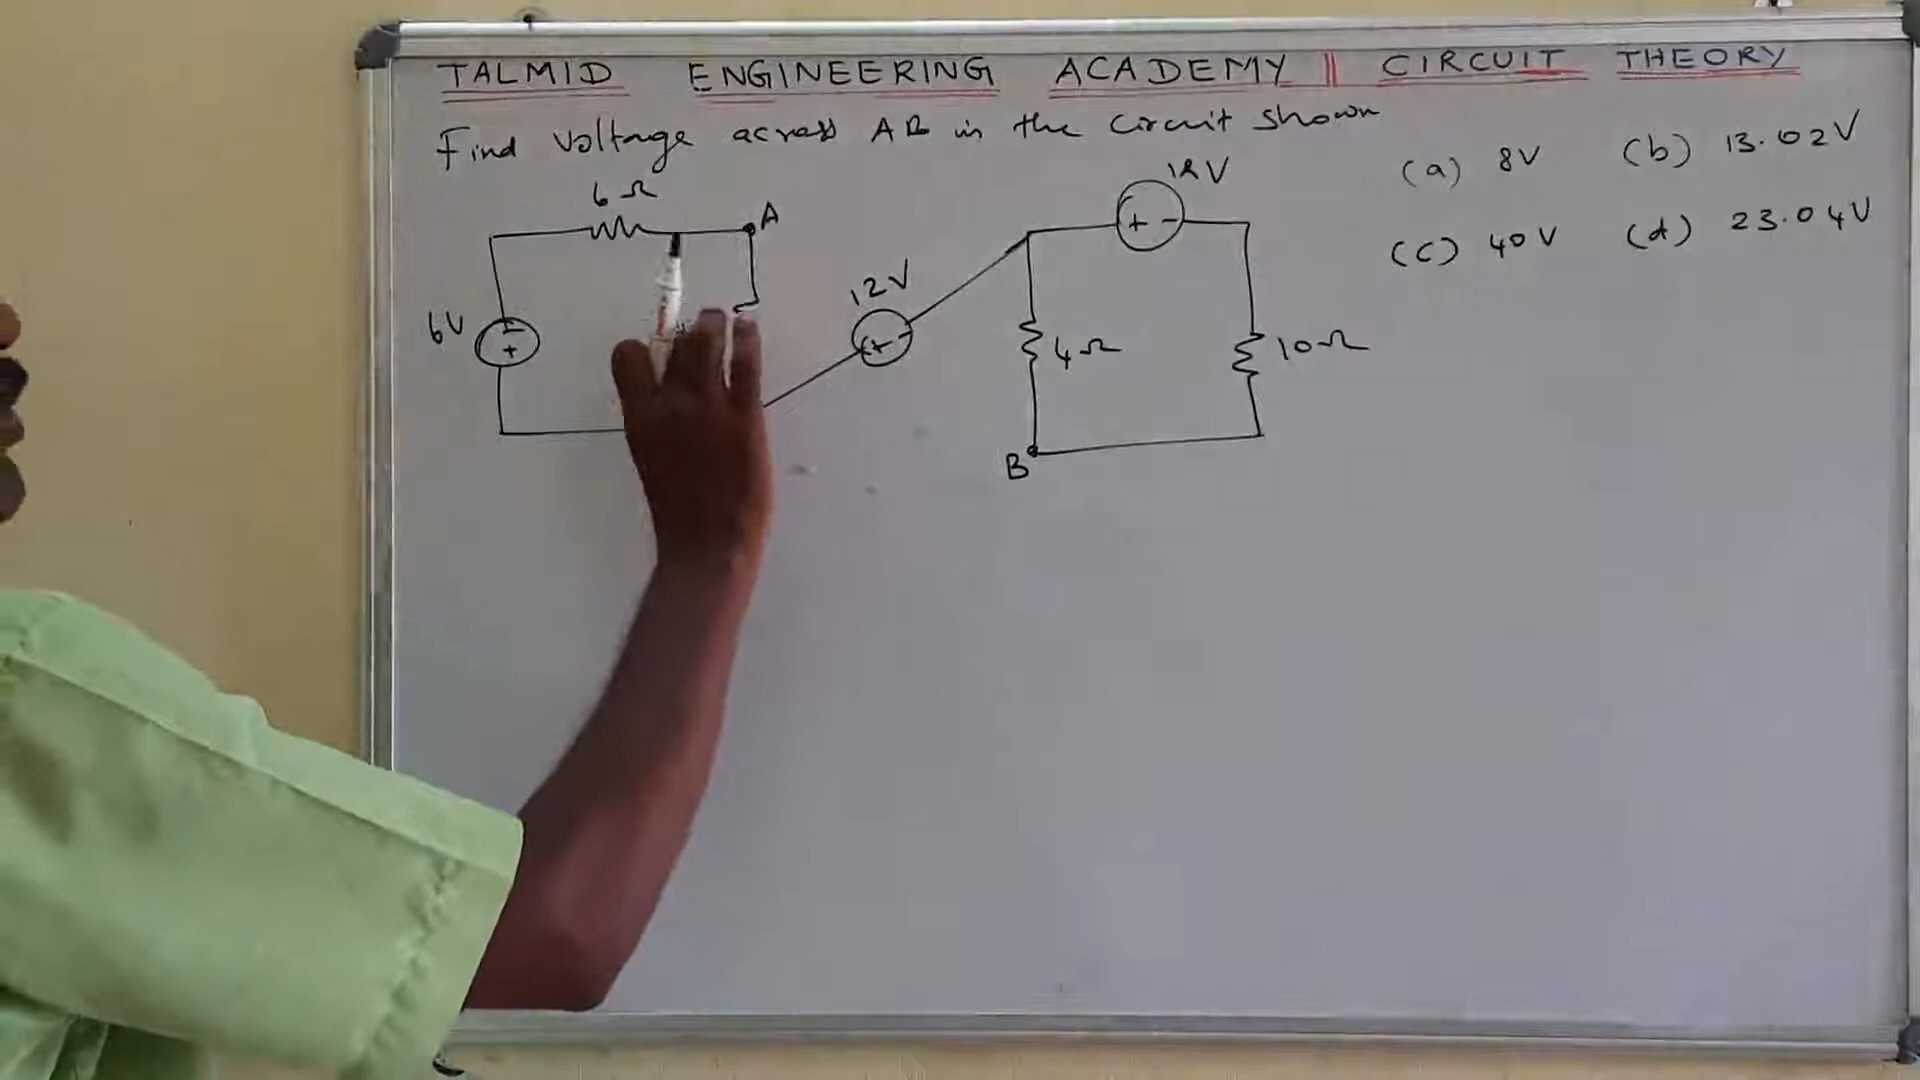 TALMID ENGINEERING ACADEMY || CIRCUIT THEORY
Find voltage across AB in the circuit shown
(a) 8V (b) 13.02V
(c) 40V (d) 23.04V
6Ω
A
12V
18V
6V
- +
+ -
+ -
4Ω
10Ω
B